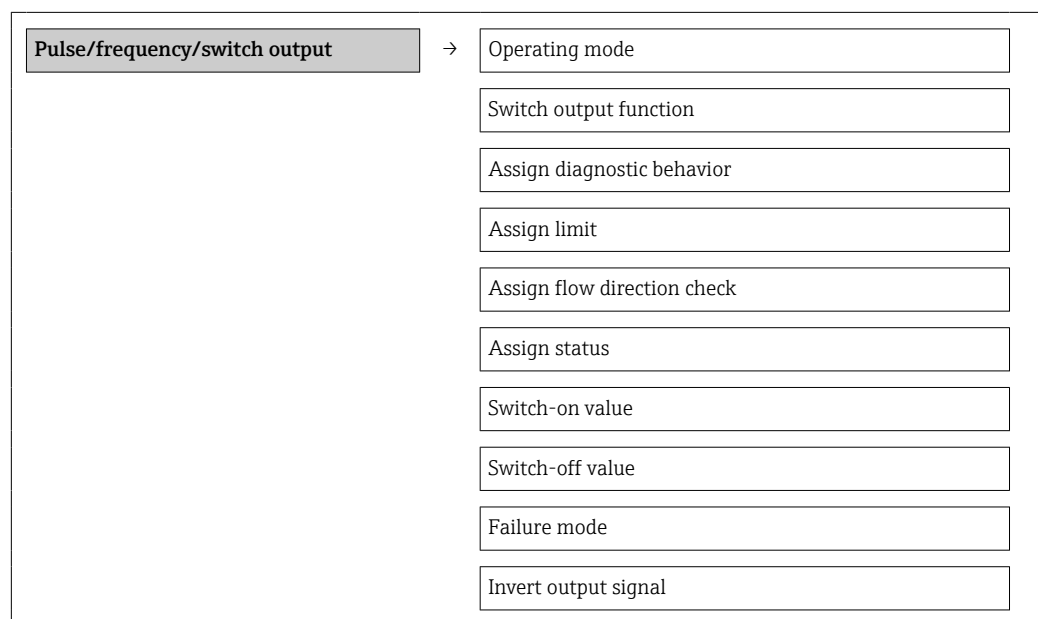 Pulse/frequency/switch output → Operating mode
Switch output function
Assign diagnostic behavior
Assign limit
Assign flow direction check
Assign status
Switch-on value
Switch-off value
Failure mode
Invert output signal